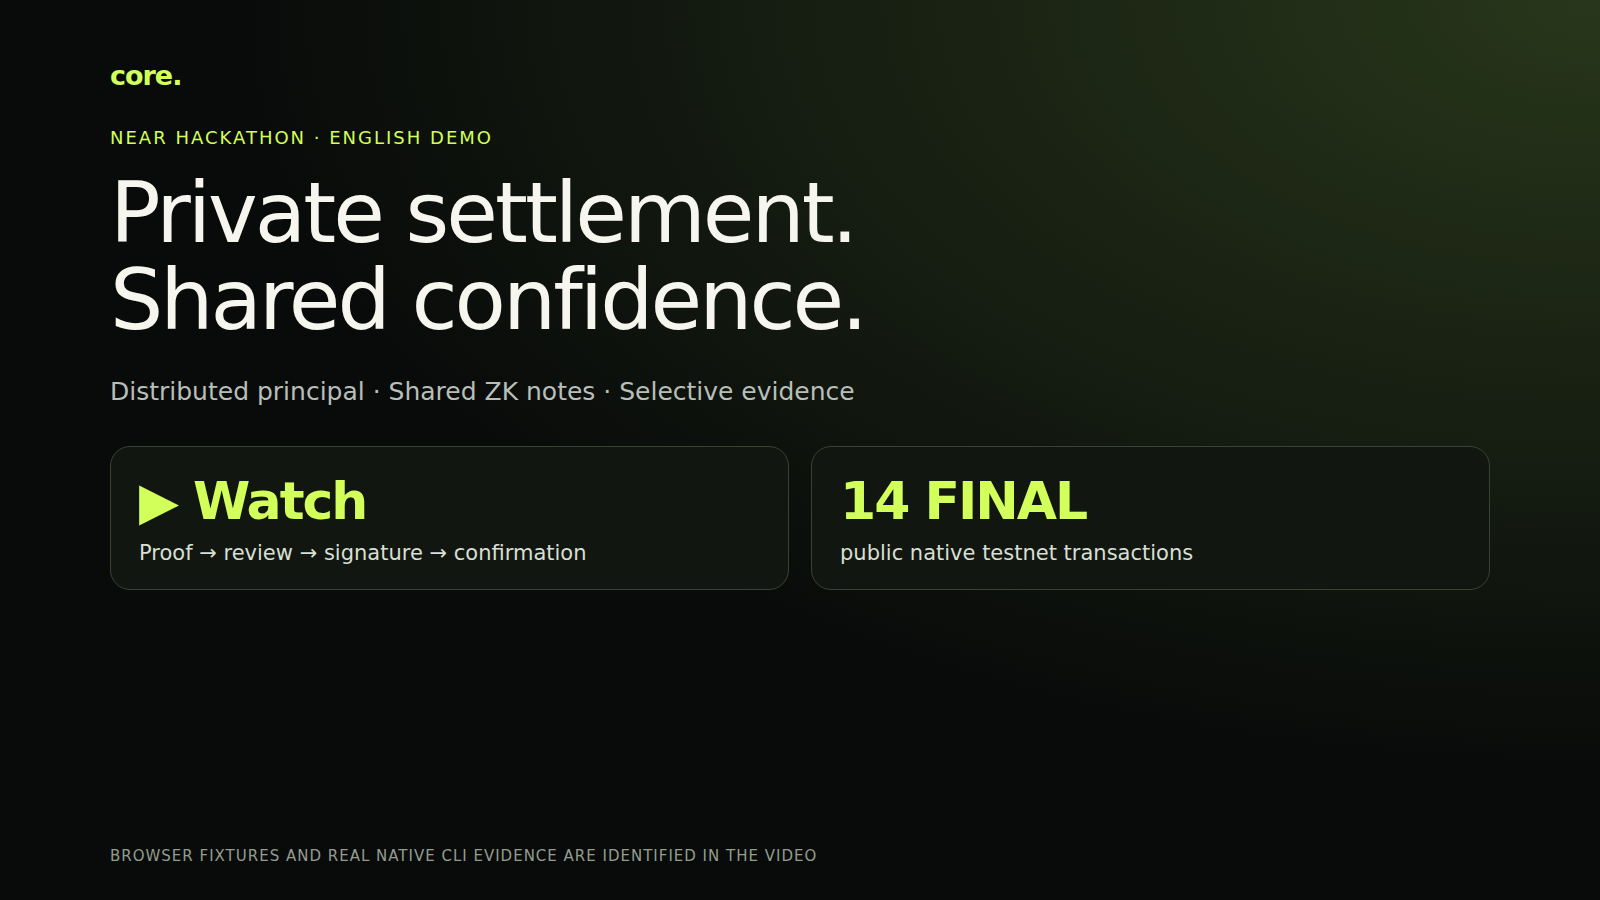 core.
NEAR HACKATHON · ENGLISH DEMO
Private settlement.
Shared confidence.
Distributed principal · Shared ZK notes · Selective evidence
▶ Watch
Proof → review → signature → confirmation
14 FINAL
public native testnet transactions
BROWSER FIXTURES AND REAL NATIVE CLI EVIDENCE ARE IDENTIFIED IN THE VIDEO